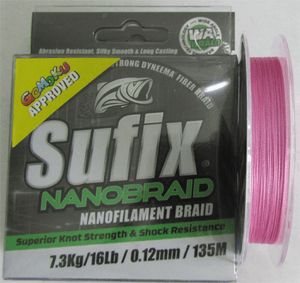 Abrasion Resistant, Silky Smooth & Long Casting
GOMOKU
APPROVED
STRONG DYNEEMA FIBER BRAID
Sufix
NANOBRAID
NANOFILAMENT BRAID
Superior Knot Strength & Shock Resistance
7.3Kg/16Lb / 0.12mm / 135M